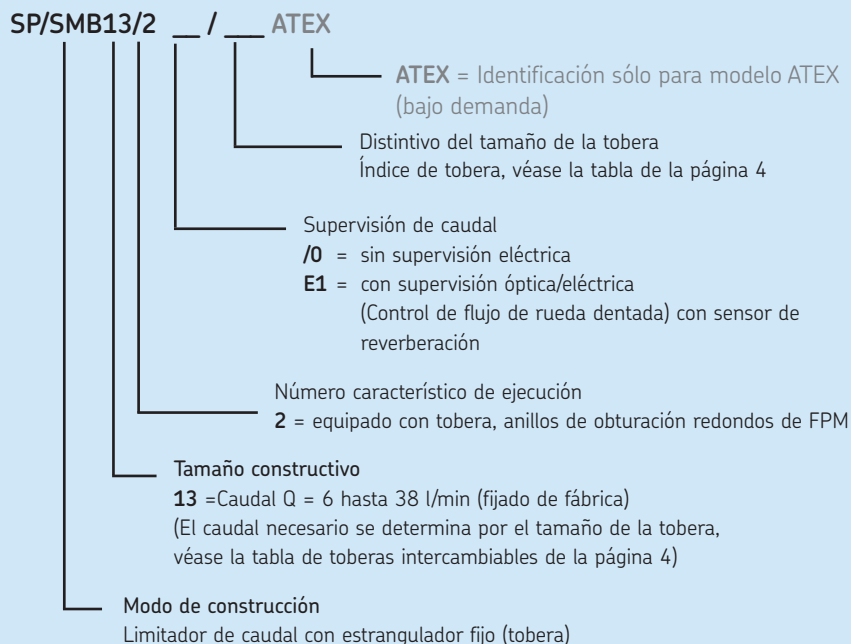 SP/SMB13/2 __ / ___ ATEX
ATEX = Identificación sólo para modelo ATEX
(bajo demanda)
Distintivo del tamaño de la tobera
Índice de tobera, véase la tabla de la página 4
Supervisión de caudal
/0 = sin supervisión eléctrica
E1 = con supervisión óptica/eléctrica
(Control de flujo de rueda dentada) con sensor de
reverberación
Número característico de ejecución
2 = equipado con tobera, anillos de obturación redondos de FPM
Tamaño constructivo
13 =Caudal Q = 6 hasta 38 l/min (fijado de fábrica)
(El caudal necesario se determina por el tamaño de la tobera,
véase la tabla de toberas intercambiables de la página 4)
Modo de construcción
Limitador de caudal con estrangulador fijo (tobera)